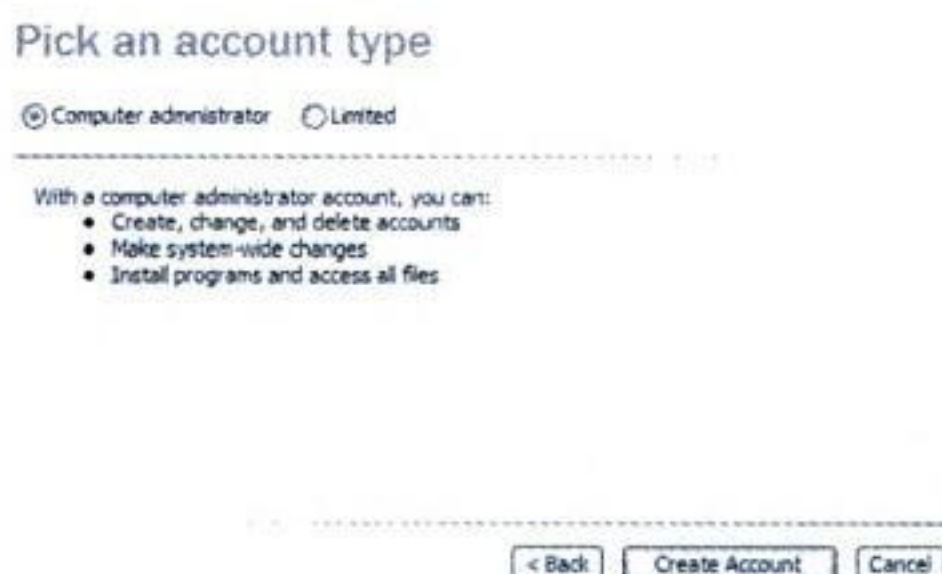 Pick an account type
Computer administrator Limited
With a computer administrator account, you can:
• Create, change, and delete accounts
• Make system-wide changes
• Install programs and access all files
< Back Create Account Cancel